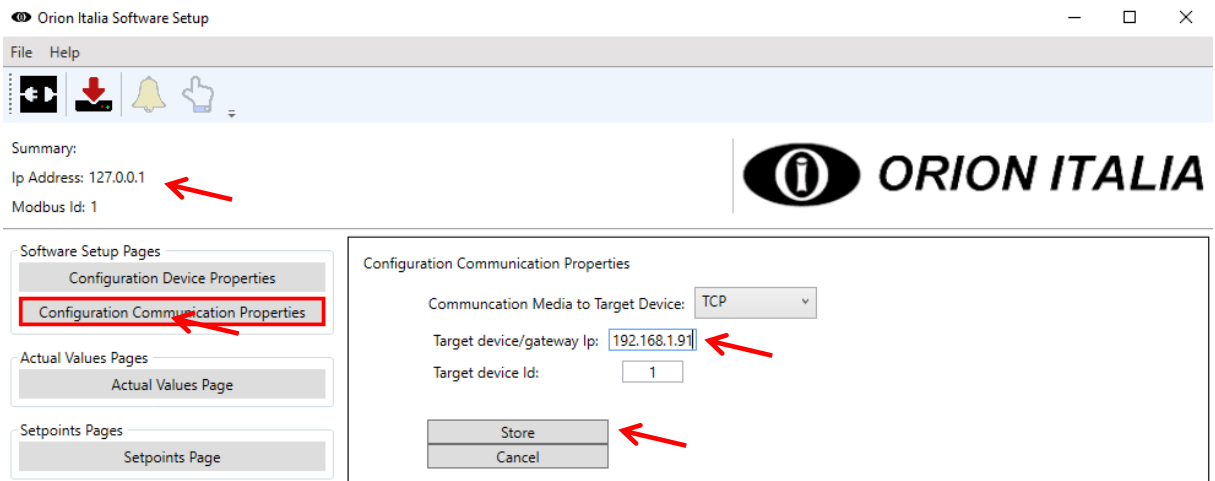 Orion Italia Software Setup
File Help
Summary:
Ip Address: 127.0.0.1
Modbus Id: 1
ORION ITALIA
Software Setup Pages
Configuration Device Properties
Configuration Communication Properties
Actual Values Pages
Actual Values Page
Setpoints Pages
Setpoints Page
Configuration Communication Properties
Communcation Media to Target Device: TCP
Target device/gateway Ip: 192.168.1.91
Target device Id: 1
Store
Cancel